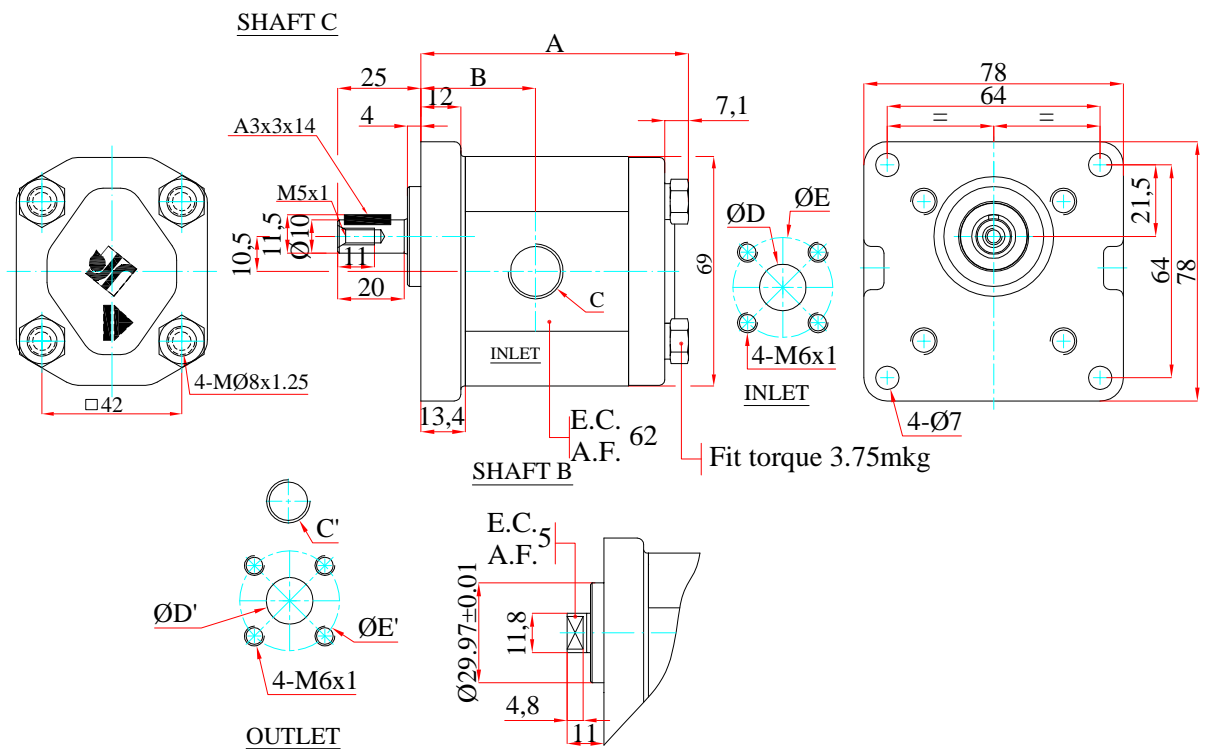 SHAFT C
A
25
B
12
4
7,1
A3x3x14
M5x1
11,5
Ø10
10,5
11
20
C
69
INLET
13,4
E.C.
A.F. 62
Fit torque 3.75mkg
4-MØ8x1.25
□42
ØD
ØE
4-M6x1
INLET
78
64
=
=
21,5
64
78
4-Ø7
SHAFT B
E.C.
A.F. 5
Ø29.97±0.01
11,8
4,8
11
C'
ØD'
ØE'
4-M6x1
OUTLET